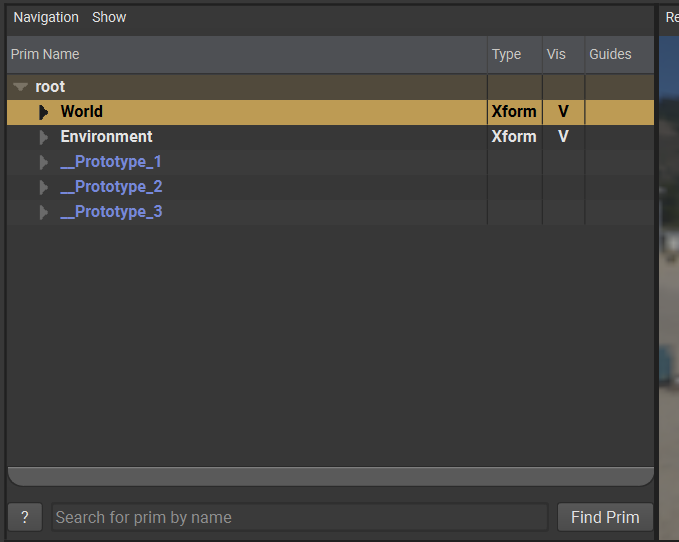 Navigation Show Re
Prim Name Type Vis Guides
root
World Xform V
Environment Xform V
__Prototype_1
__Prototype_2
__Prototype_3
? Search for prim by name Find Prim